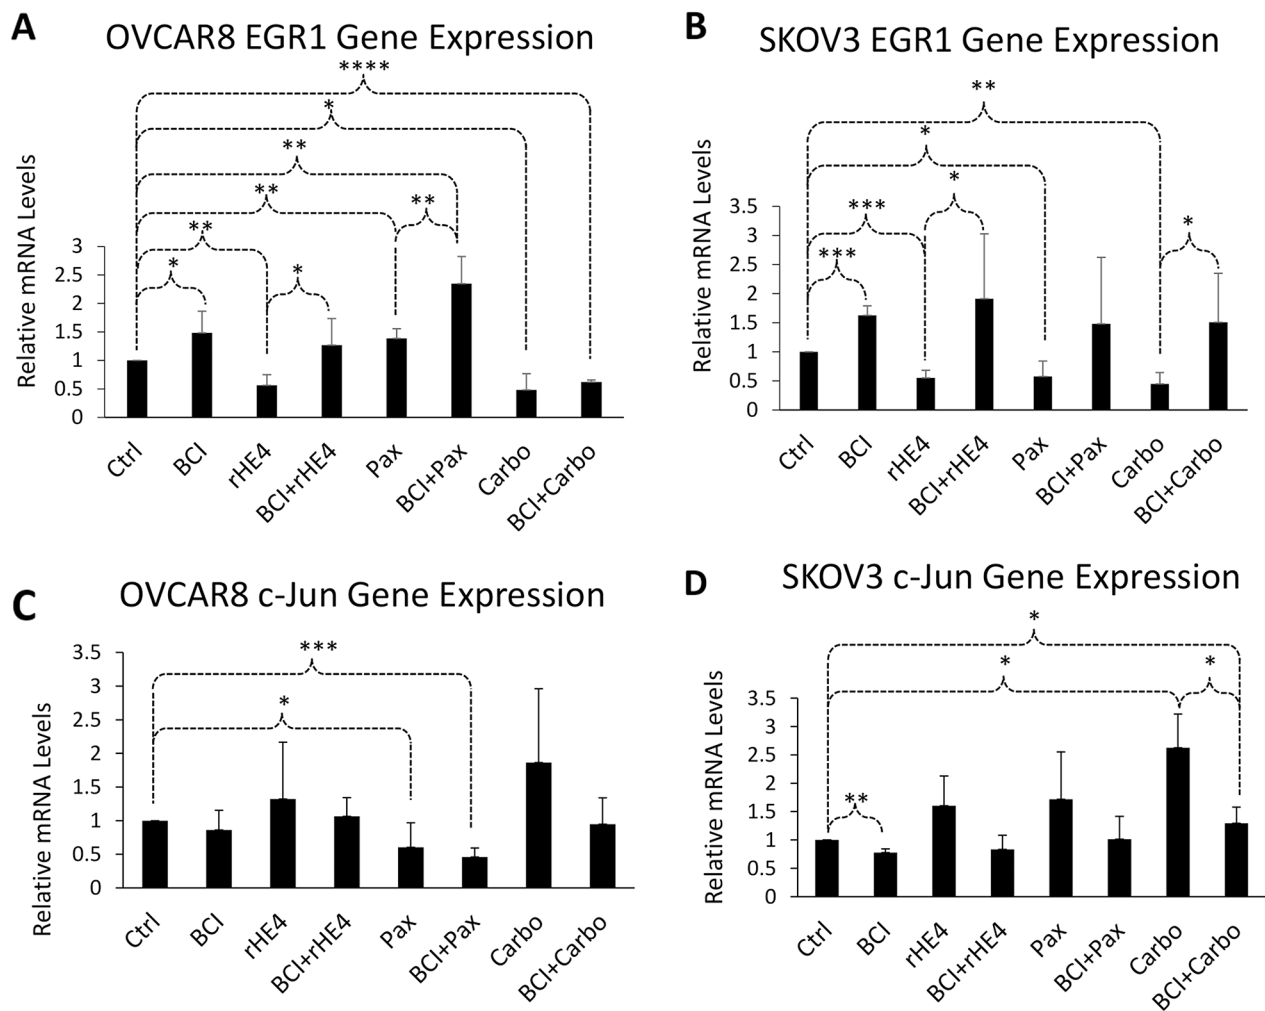 A
OVCAR8 EGR1 Gene Expression
****
*
**
**
**
**
*
*
Relative mRNA Levels
3
2.5
2
1.5
1
0.5
0
Ctrl
BCI
rHE4
BCI+rHE4
Pax
BCI+Pax
Carbo
BCI+Carbo
B
SKOV3 EGR1 Gene Expression
**
*
*
***
*
***
Relative mRNA Levels
3.5
3
2.5
2
1.5
1
0.5
0
Ctrl
BCI
rHE4
BCI+rHE4
Pax
BCI+Pax
Carbo
BCI+Carbo
C
OVCAR8 c-Jun Gene Expression
***
*
Relative mRNA Levels
3.5
3
2.5
2
1.5
1
0.5
0
Ctrl
BCI
rHE4
BCI+rHE4
Pax
BCI+Pax
Carbo
BCI+Carbo
D
SKOV3 c-Jun Gene Expression
*
*
*
**
Relative mRNA Levels
3.5
3
2.5
2
1.5
1
0.5
0
Ctrl
BCI
rHE4
BCI+rHE4
Pax
BCI+Pax
Carbo
BCI+Carbo